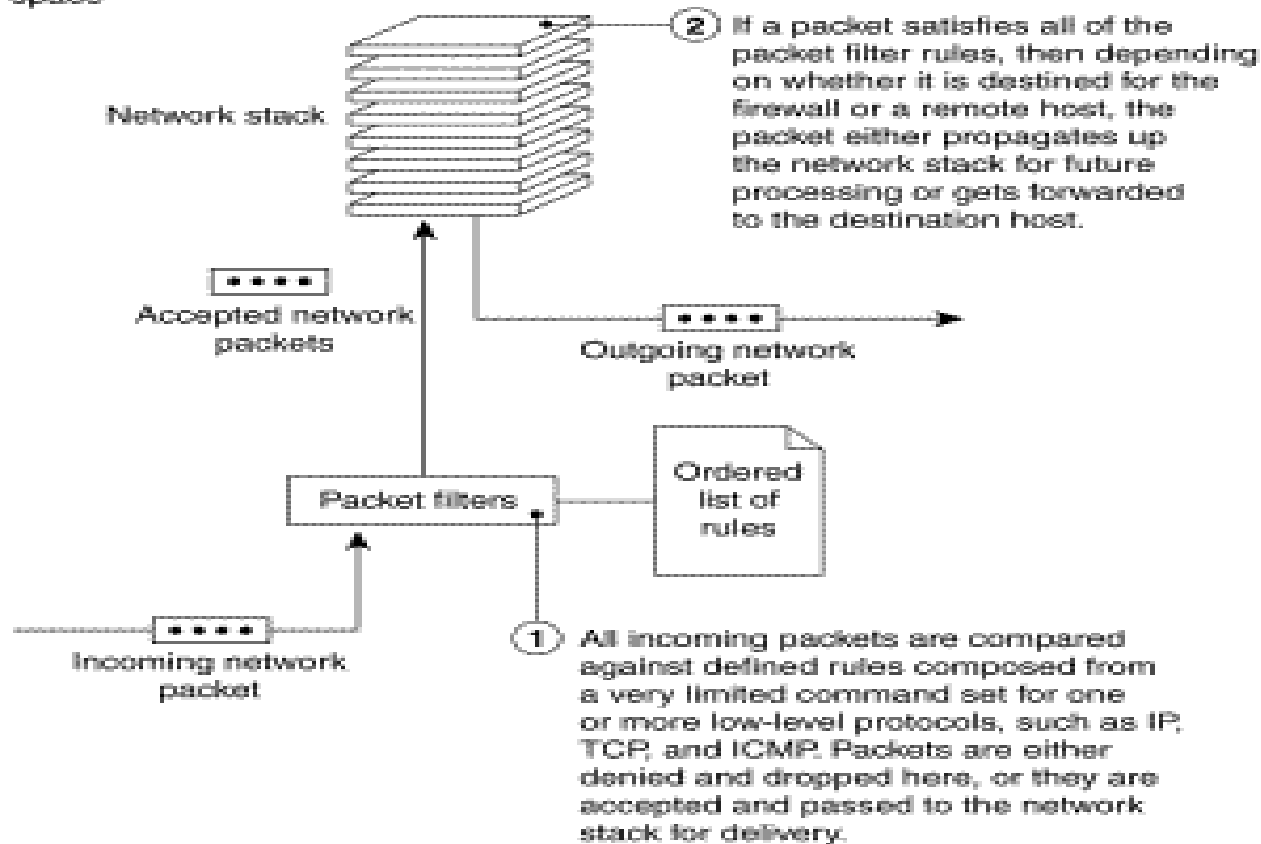 space
2 If a packet satisfies all of the
packet filter rules, then depending
on whether it is destined for the
firewall or a remote host, the
packet either propagates up
the network stack for future
processing or gets forwarded
to the destination host.
Network stack
Accepted network
packets
Outgoing network
packet
Packet filters
Ordered
list of
rules
Incoming network
packet
1 All incoming packets are compared
against defined rules composed from
a very limited command set for one
or more low-level protocols, such as IP,
TCP, and ICMP. Packets are either
denied and dropped here, or they are
accepted and passed to the network
stack for delivery.